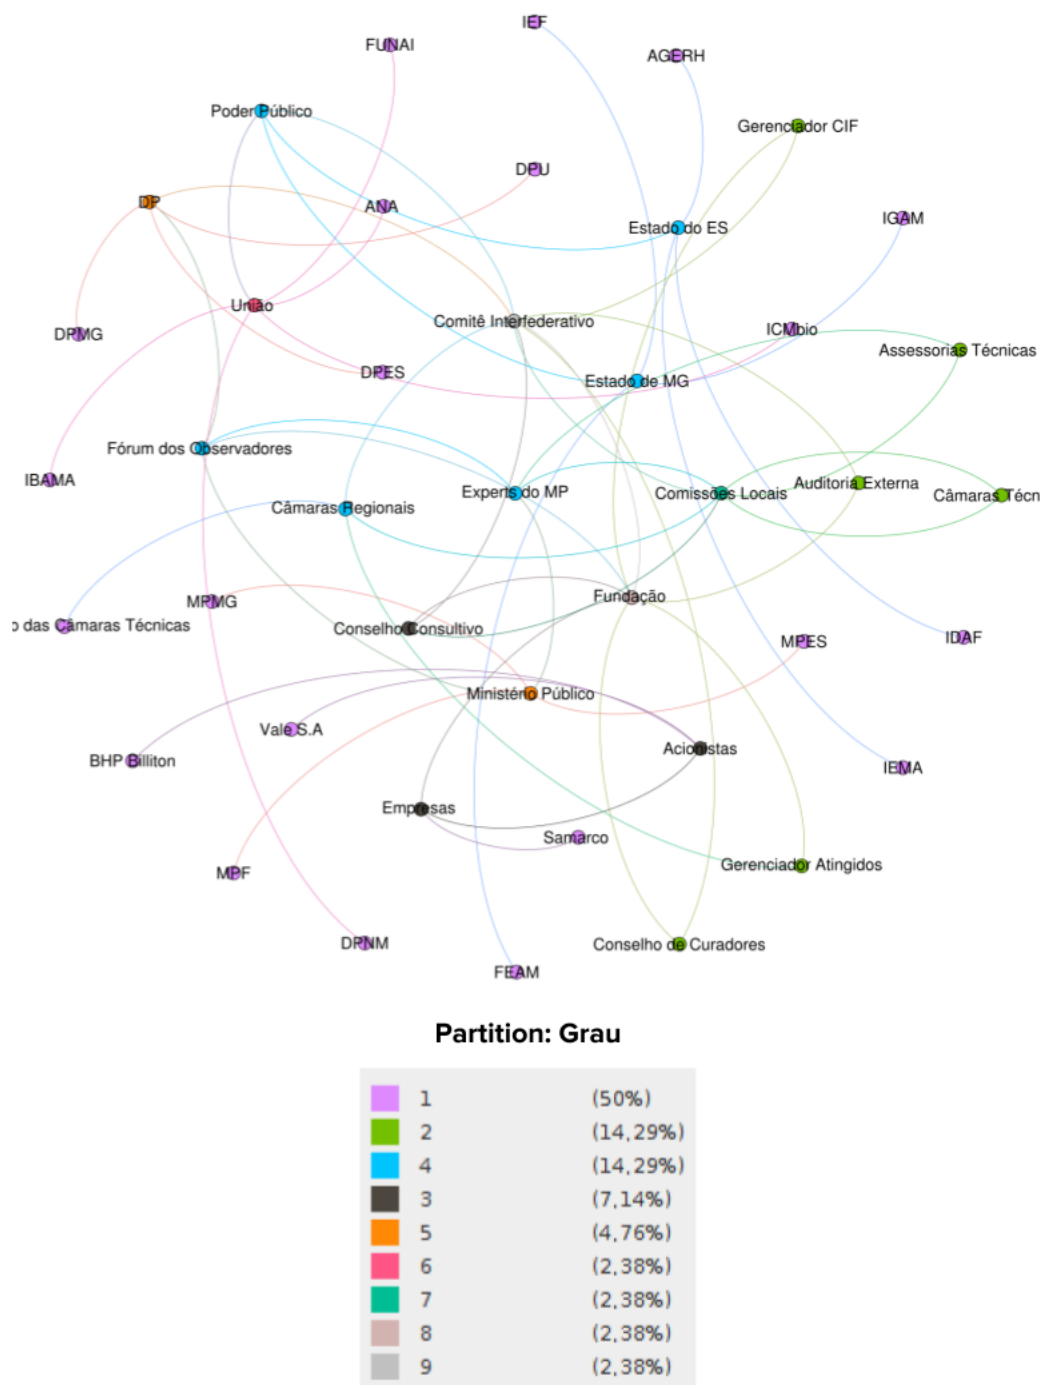 IEF
FUNAI
AGERH
Poder Público
Gerenciador CIF
DPU
DP
ANA
IGAM
Estado do ES
União
Comitê Interfederativo
DPMG
ICMbio
Assessorias Técnicas
DPES
Estado de MG
Fórum dos Observadores
IBAMA
Experts do MP
Comissões Locais
Auditoria Externa
Câmaras Técn
Câmaras Regionais
Fundação
MPMG
o das Câmaras Técnicas
Conselho Consultivo
MPES
IDAF
Ministério Público
Vale S.A
Acionistas
BHP Billiton
IEMA
Empresas
Samarco
MPF
Gerenciador Atingidos
DPNM
Conselho de Curadores
FEAM
Partition: Grau
1 (50%)
2 (14,29%)
4 (14,29%)
3 (7,14%)
5 (4,76%)
6 (2,38%)
7 (2,38%)
8 (2,38%)
9 (2,38%)